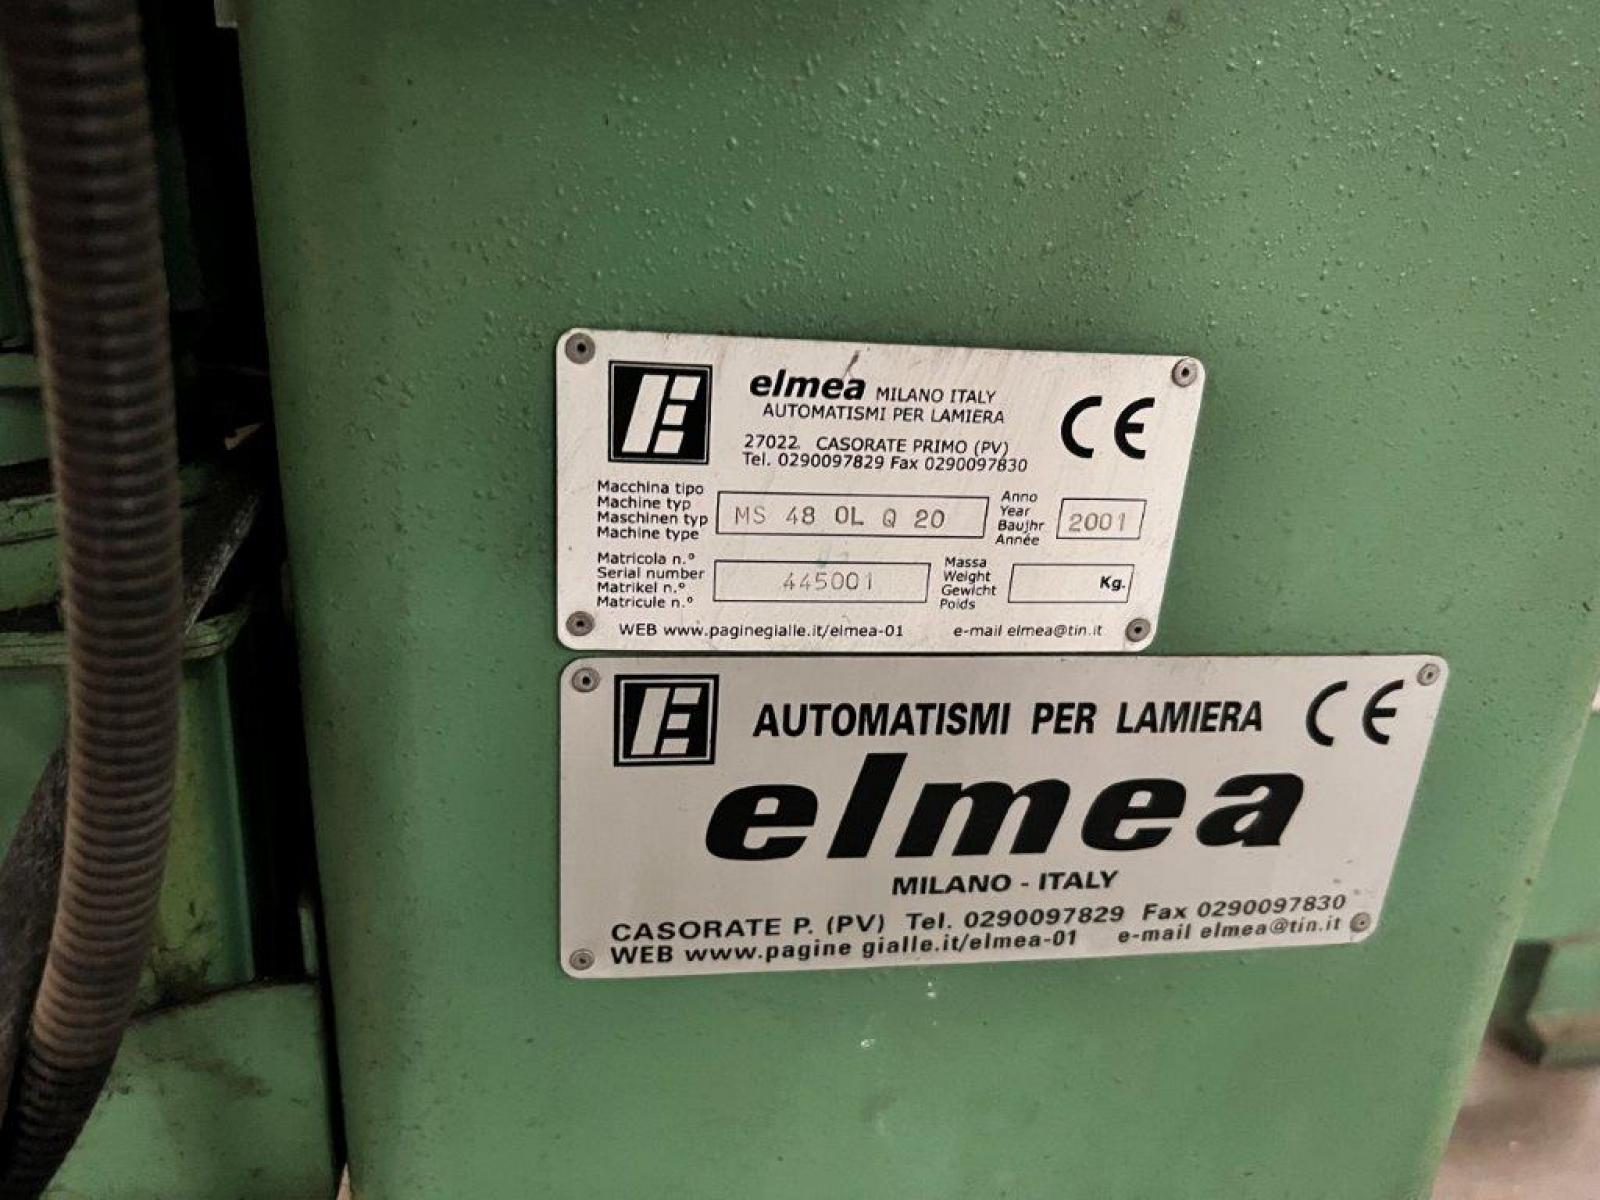 elmea MILANO ITALY
AUTOMATISMI PER LAMIERA
27022 CASORATE PRIMO (PV)
Tel. 0290097829 Fax 0290097830
CE
Macchina tipo
Machine typ
Maschinen typ
Machine type
MS 48 OL Q 20
Anno
Year
Baujhr
Année
2001
Matricola n.°
Serial number
Matrikel n.°
Matricule n.°
445001
Massa
Weight
Gewicht
Poids
Kg.
WEB www.paginegialle.it/elmea-01 e-mail elmea@tin.it
AUTOMATISMI PER LAMIERA CE
elmea
MILANO - ITALY
CASORATE P. (PV) Tel. 0290097829 Fax 0290097830
WEB www.pagine gialle.it/elmea-01 e-mail elmea@tin.it